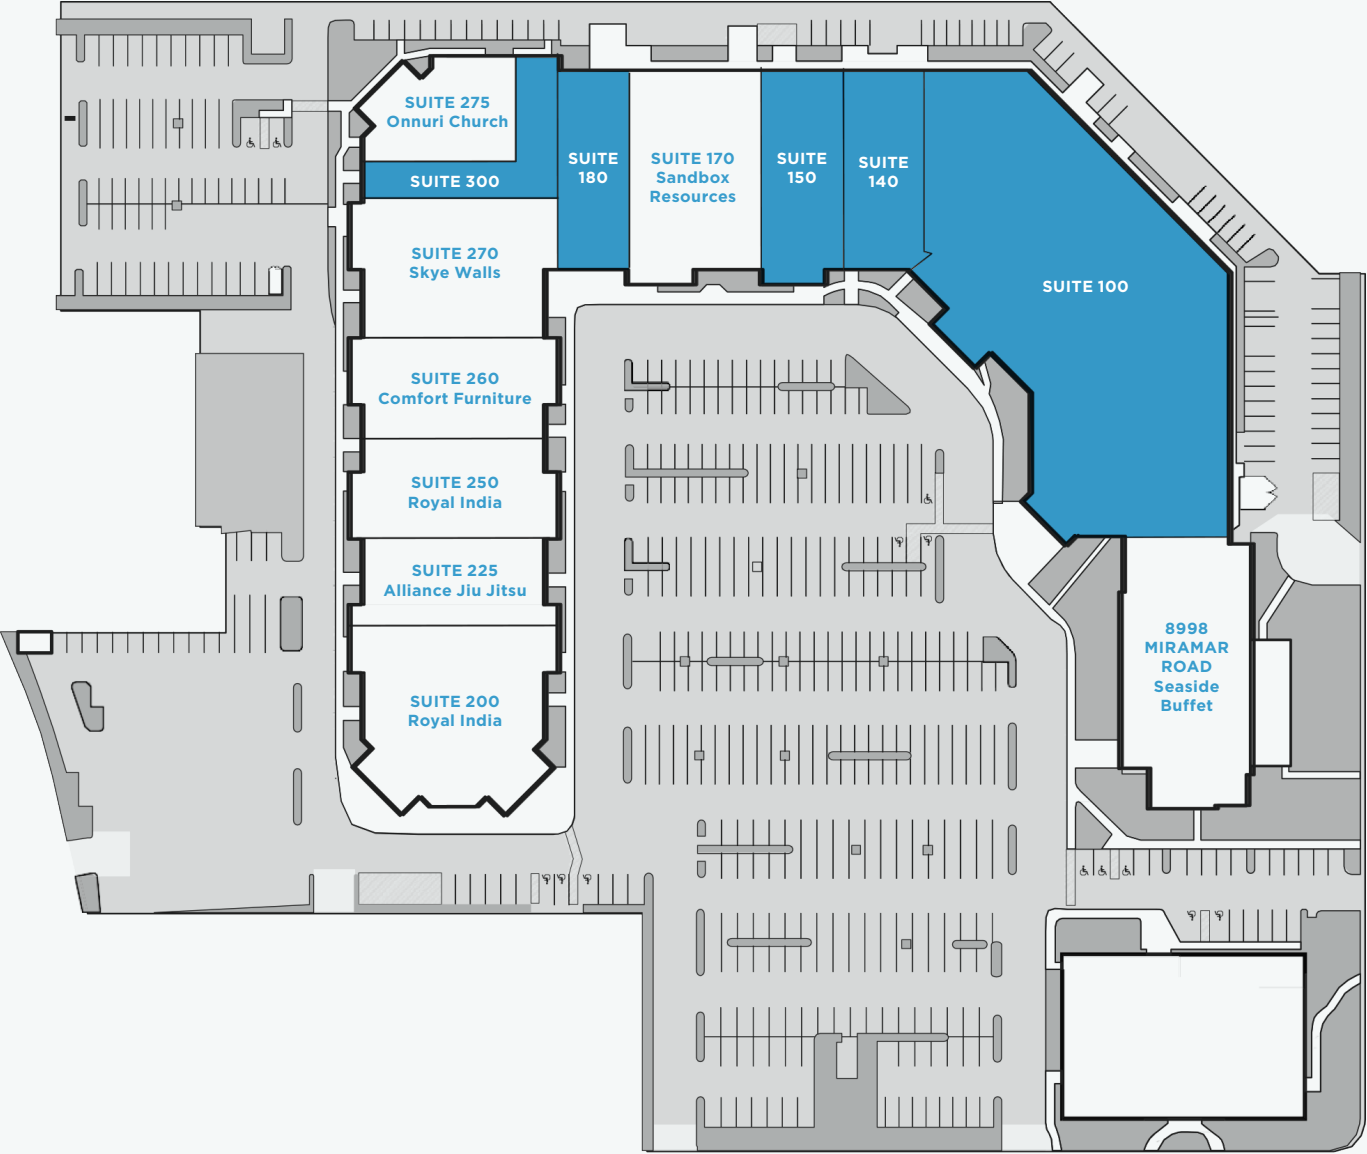 SUITE 275
Onnuri Church
SUITE 300
SUITE
180
SUITE 170
Sandbox
Resources
SUITE
150
SUITE
140
SUITE 100
SUITE 270
Skye Walls
SUITE 260
Comfort Furniture
SUITE 250
Royal India
SUITE 225
Alliance Jiu Jitsu
SUITE 200
Royal India
8998
MIRAMAR
ROAD
Seaside
Buffet